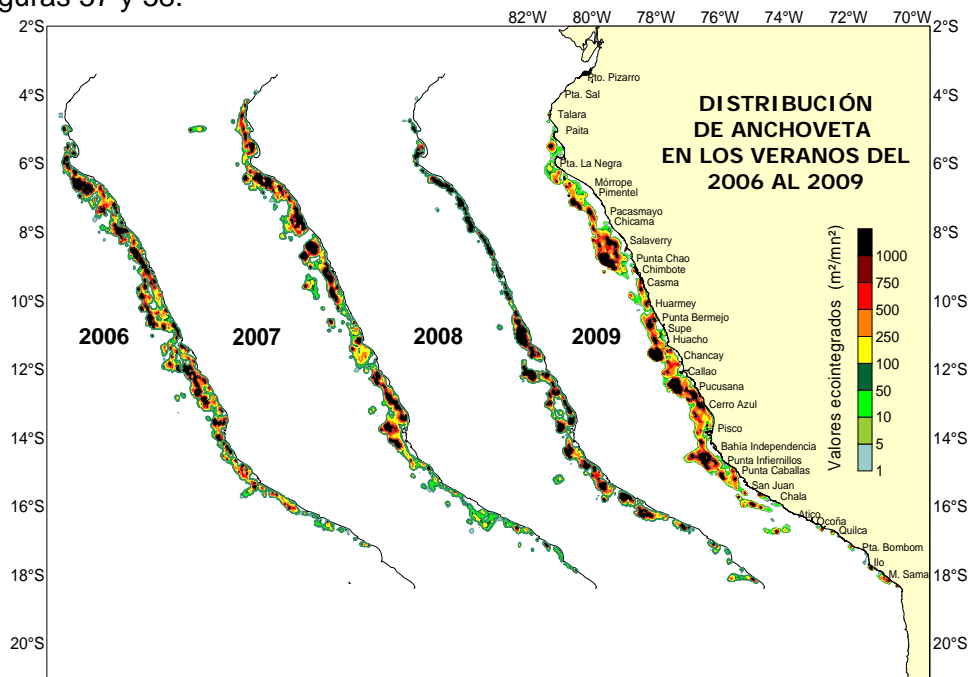 guras 57 y 58.
82°W 80°W 78°W 76°W 74°W 72°W 70°W
2°S 2°S
4°S 4°S
6°S 6°S
8°S 8°S
10°S 10°S
12°S 12°S
14°S 14°S
16°S 16°S
18°S 18°S
20°S 20°S
DISTRIBUCIÓN
DE ANCHOVETA
EN LOS VERANOS DEL
2006 AL 2009
2006 2007 2008 2009
Pto. Pizarro
Pta. Sal
Talara
Paita
Pta. La Negra
Mórrope
Pimentel
Pacasmayo
Chicama
Salaverry
Punta Chao
Chimbote
Casma
Huarmey
Punta Bermejo
Supe
Huacho
Chancay
Callao
Pucusana
Cerro Azul
Pisco
Bahía Independencia
Punta Infiernillos
Punta Caballas
San Juan
Chala
Atico
Ocoña
Quilca
Pta. Bombom
Ilo
M. Sama
Valores ecointegrados (m²/mn²)
1000
750
500
250
100
50
10
5
1